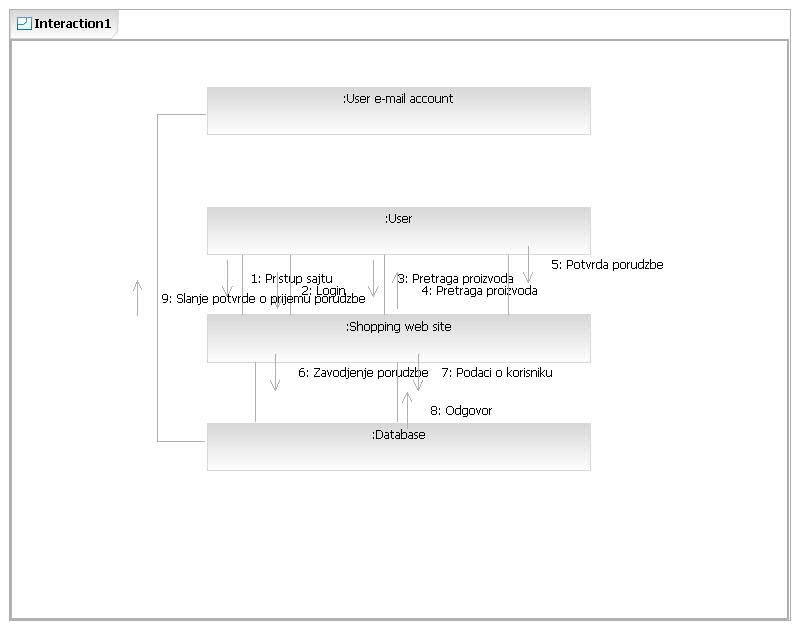 Interaction1
:User e-mail account
:User
5: Potvrda porudzbe
1: Pristup sajtu
3: Pretraga proizvoda
2: Login
4: Pretraga proizvoda
9: Slanje potvrde o prijemu porudzbe
:Shopping web site
6: Zavodjenje porudzbe
7: Podaci o korisniku
8: Odgovor
:Database